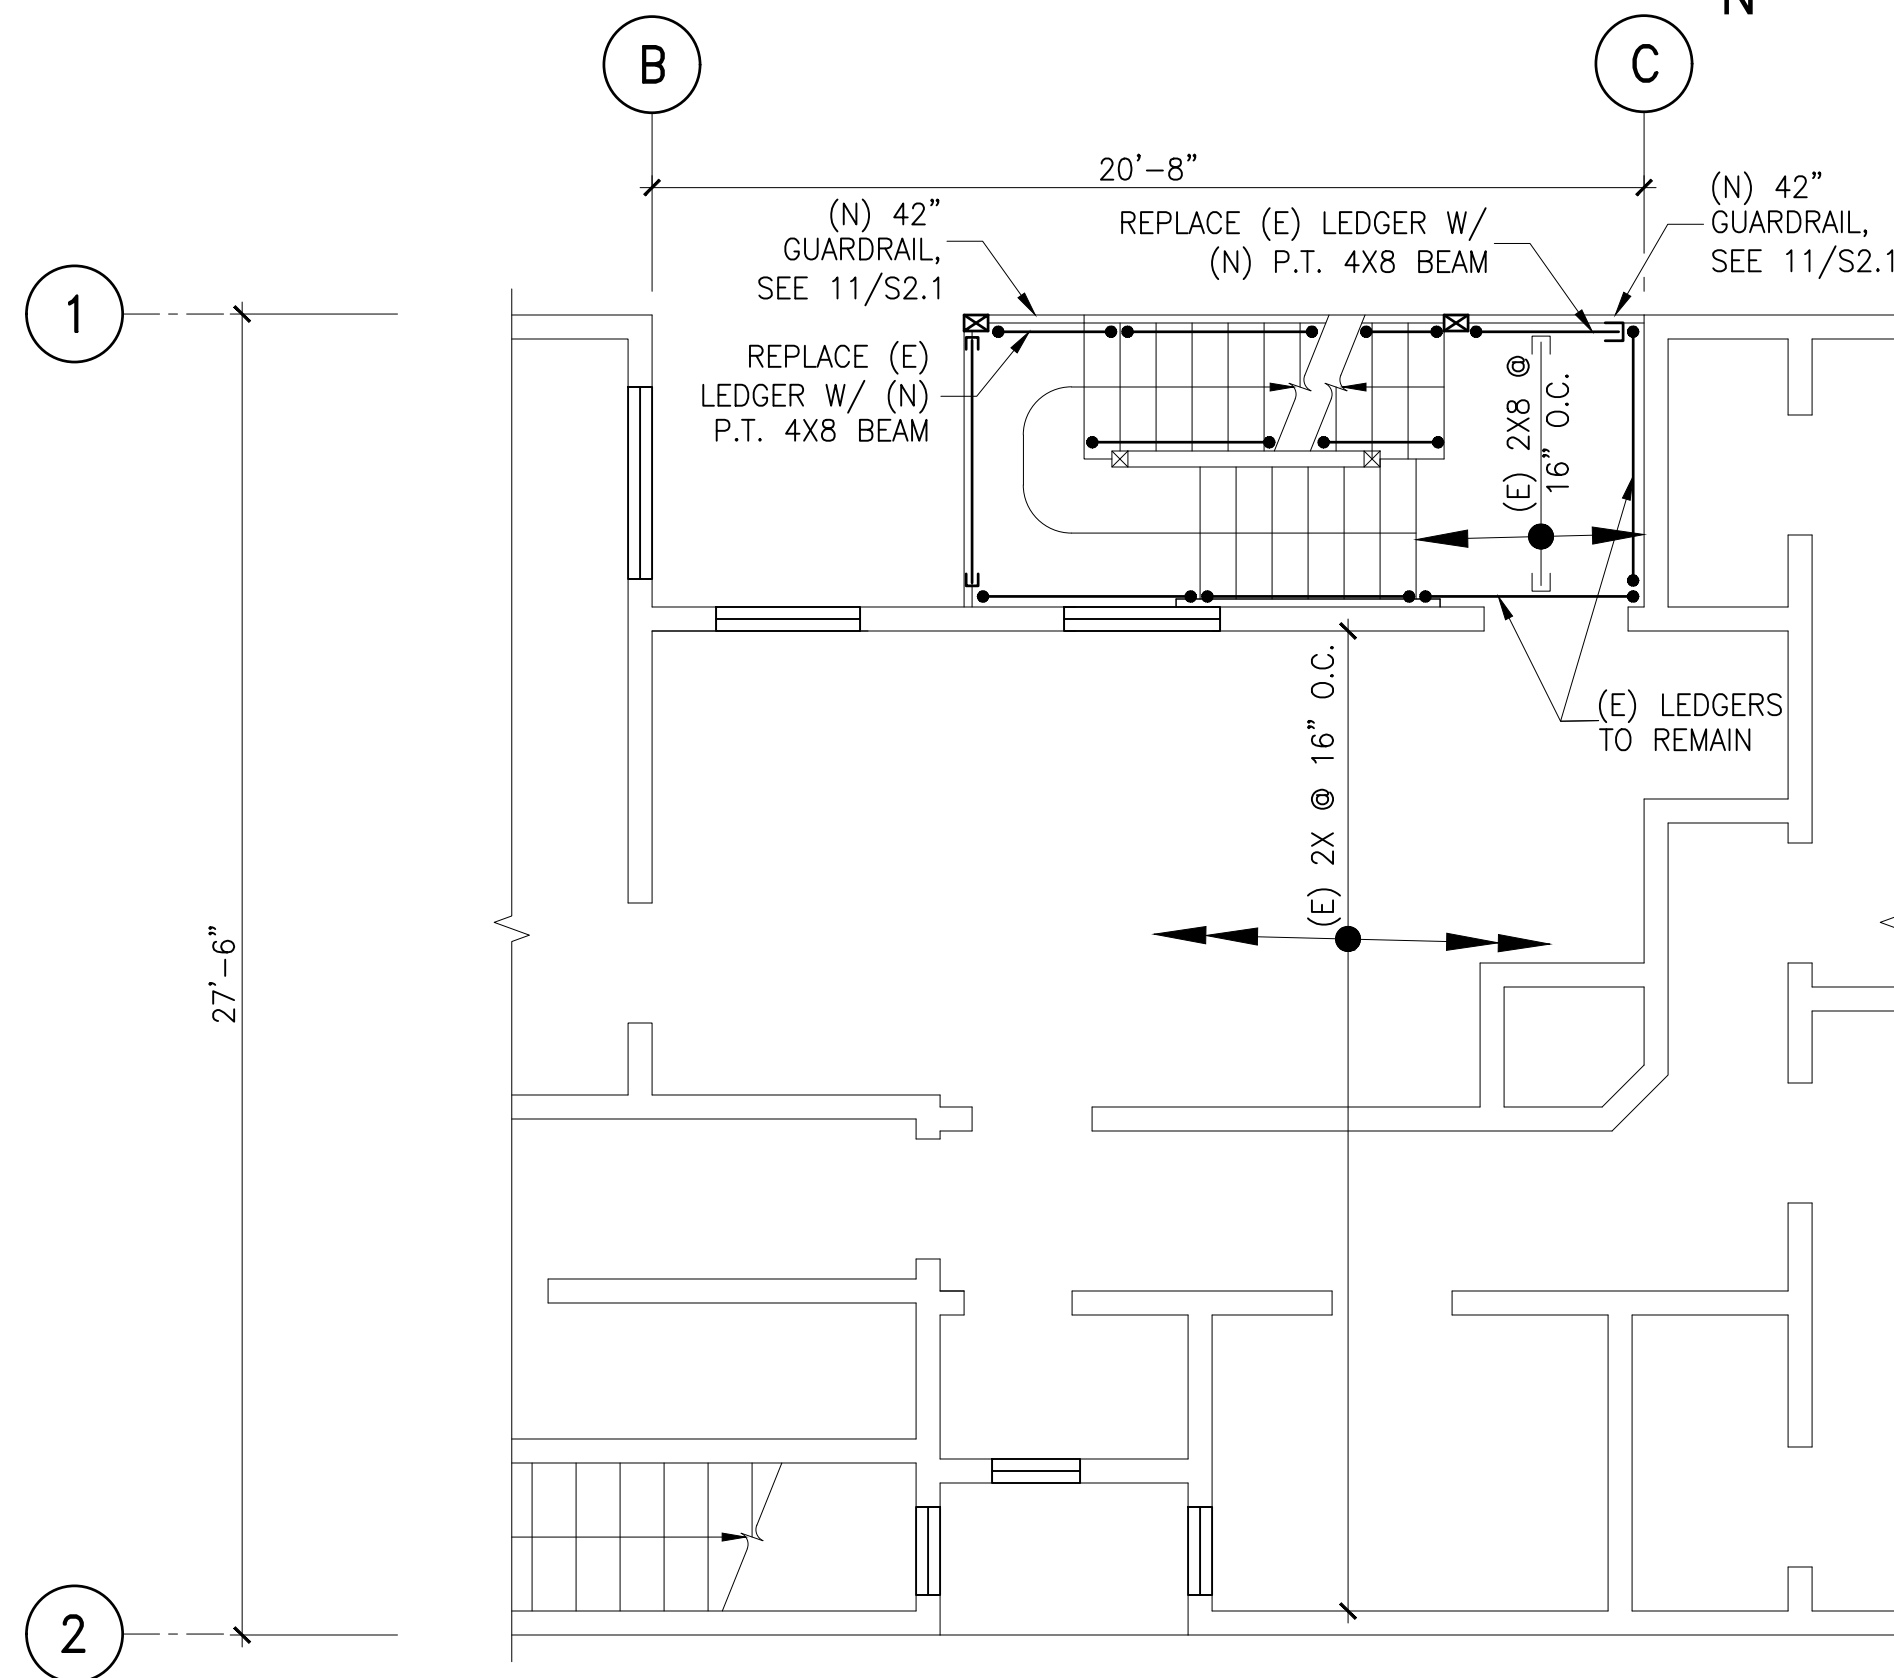 N
B
C
20'-8"
(N) 42"
GUARDRAIL,
SEE 11/S2.1
REPLACE (E) LEDGER W/
(N) P.T. 4X8 BEAM
(N) 42"
GUARDRAIL,
SEE 11/S2.1
1
REPLACE (E)
LEDGER W/ (N)
P.T. 4X8 BEAM
(E) 2X8 @
16" O.C.
(E) LEDGERS
TO REMAIN
(E) 2X @ 16" O.C.
27'-6"
2